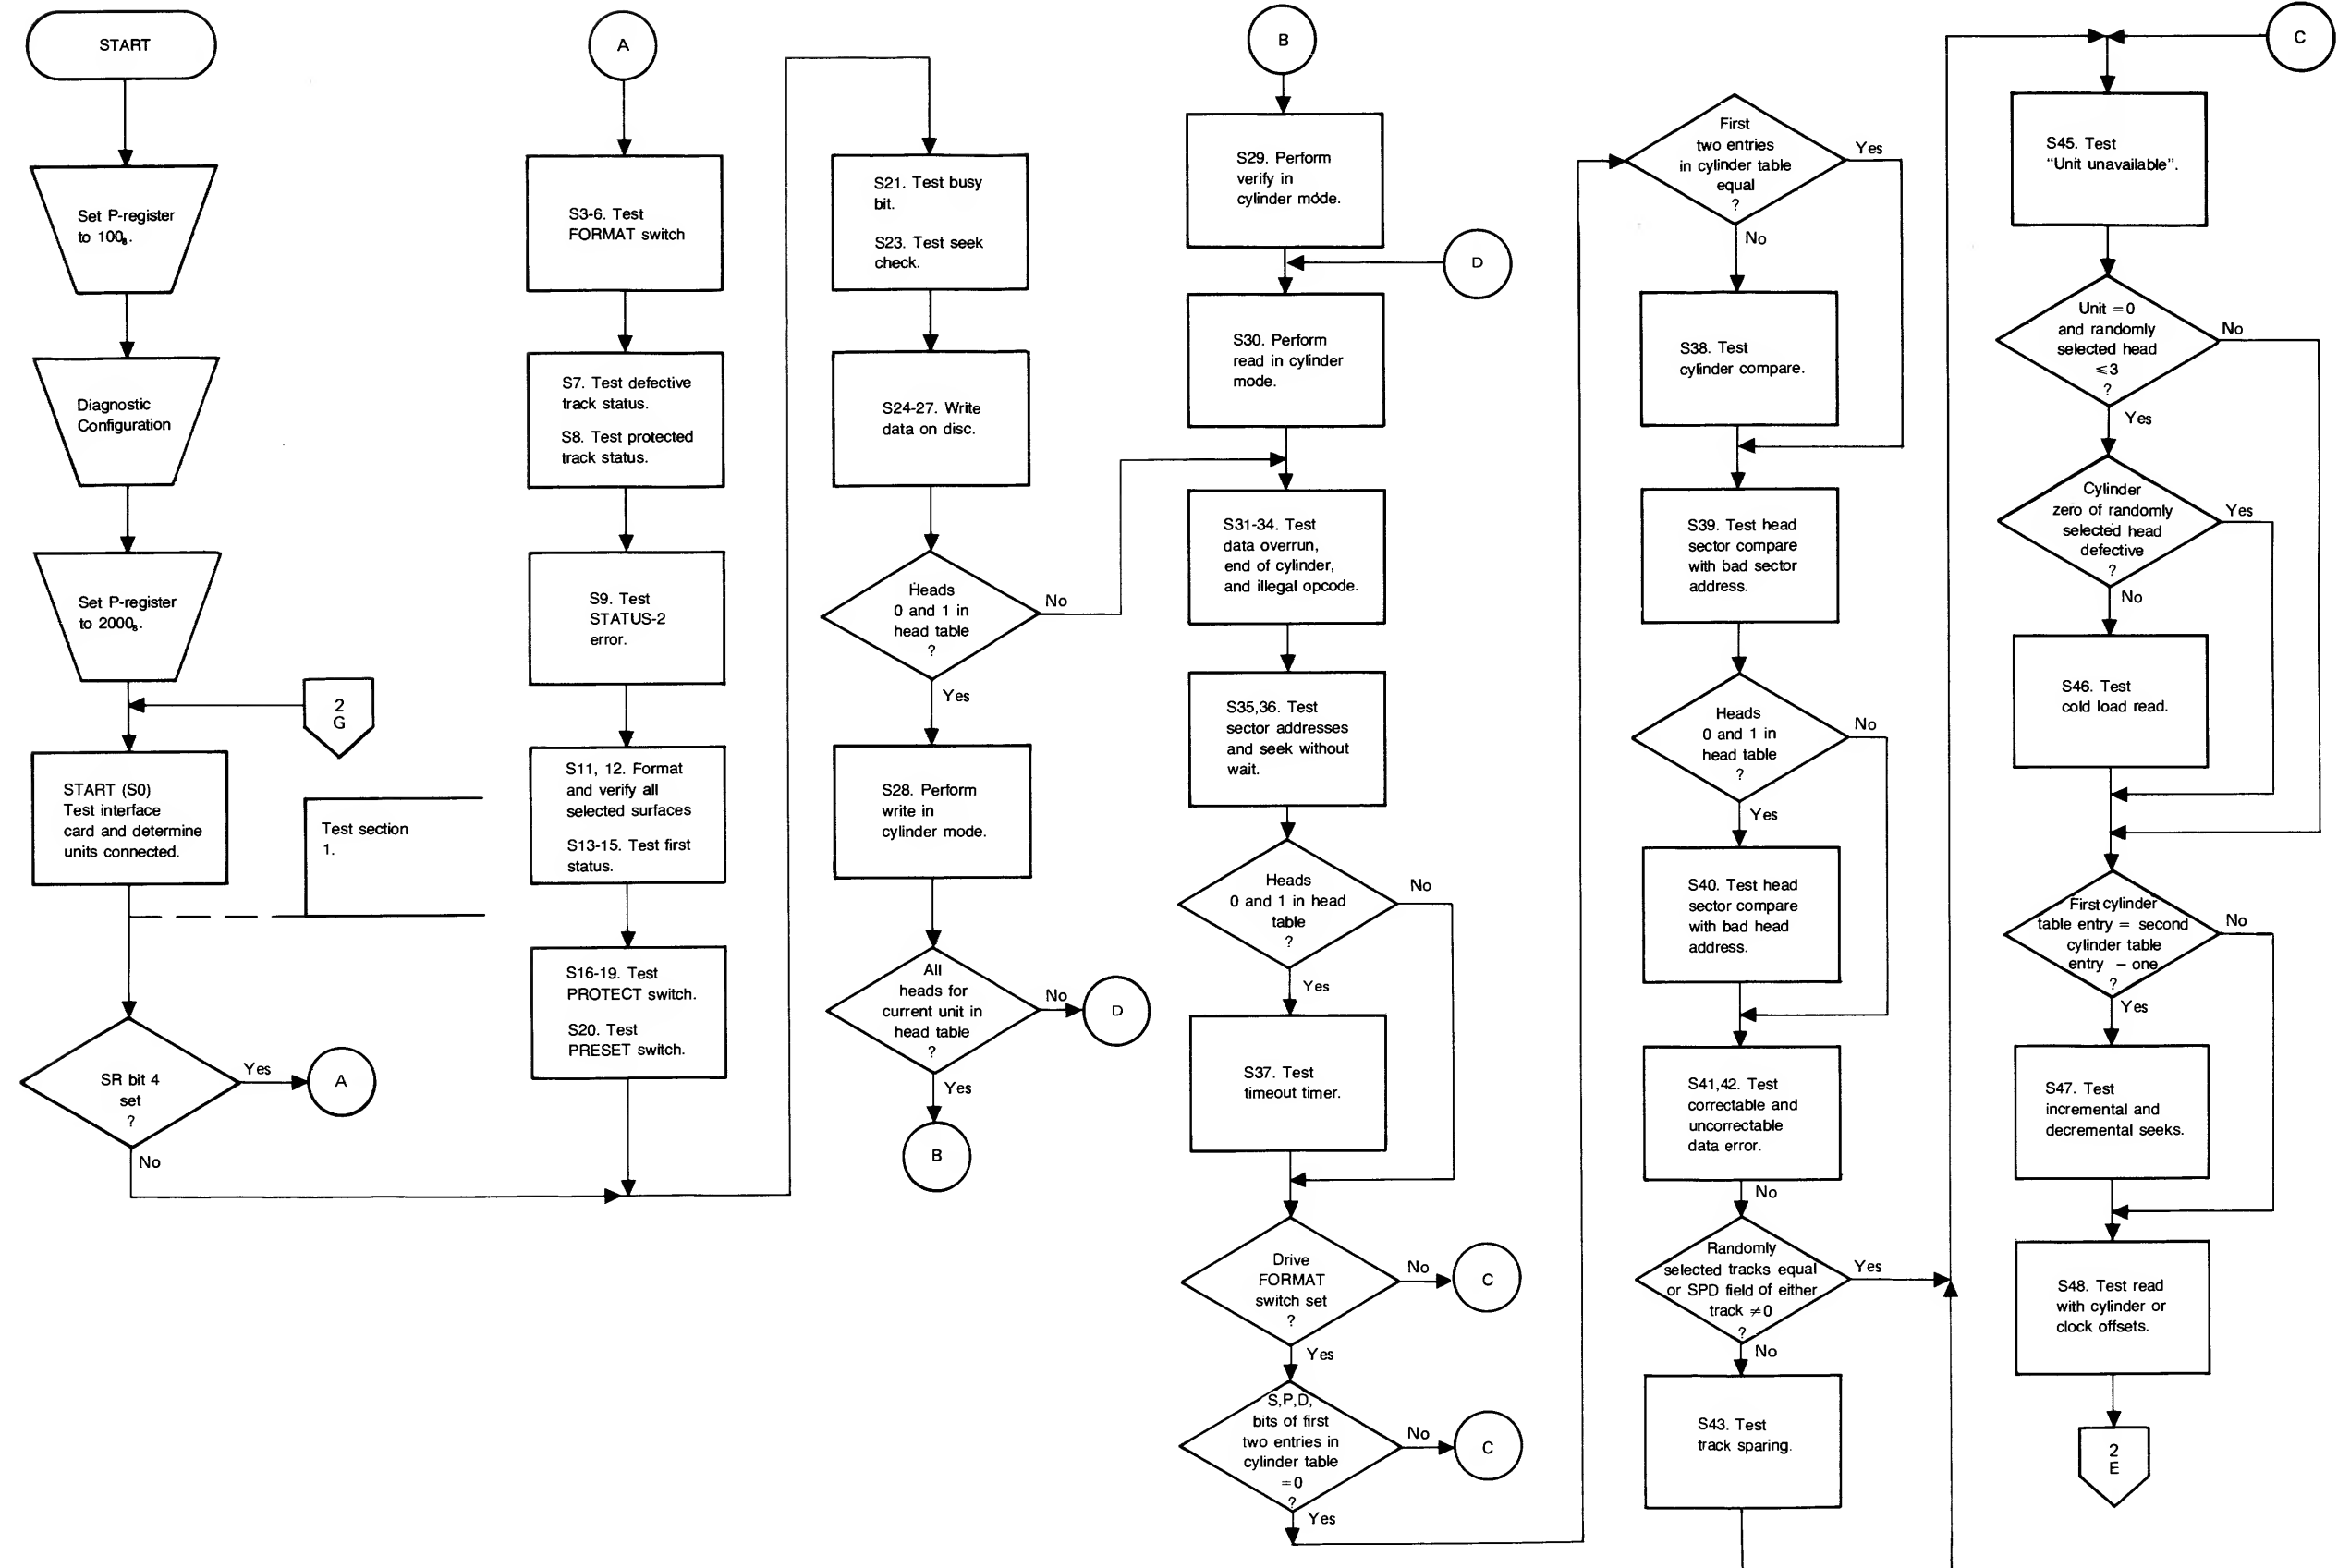 START
Set P-register
to 100₈.
Diagnostic
Configuration
Set P-register
to 2000₈.
2
G
START (S0)
Test interface
card and determine
units connected.
Test section
1.
SR bit 4
set
?
Yes
A
No
A
S3-6. Test
FORMAT switch
S7. Test defective
track status.
S8. Test protected
track status.
S9. Test
STATUS-2
error.
S11, 12. Format
and verify all
selected surfaces
S13-15. Test first
status.
S16-19. Test
PROTECT switch.
S20. Test
PRESET switch.
S21. Test busy
bit.
S23. Test seek
check.
S24-27. Write
data on disc.
Heads
0 and 1 in
head table
?
No
Yes
S28. Perform
write in
cylinder mode.
All
heads for
current unit in
head table
?
No
D
Yes
B
B
S29. Perform
verify in
cylinder mode.
D
S30. Perform
read in cylinder
mode.
S31-34. Test
data overrun,
end of cylinder,
and illegal opcode.
S35,36. Test
sector addresses
and seek without
wait.
Heads
0 and 1 in head
table
?
No
Yes
S37. Test
timeout timer.
Drive
FORMAT
switch set
?
No
C
Yes
S,P,D,
bits of first
two entries in
cylinder table
=0
?
No
C
Yes
First
two entries
in cylinder table
equal
?
Yes
No
S38. Test
cylinder compare.
S39. Test head
sector compare
with bad sector
address.
Heads
0 and 1 in
head table
?
No
Yes
S40. Test head
sector compare
with bad head
address.
S41,42. Test
correctable and
uncorrectable
data error.
No
Randomly
selected tracks equal
or SPD field of either
track ≠0
?
Yes
No
S43. Test
track sparing.
C
S45. Test
“Unit unavailable”.
Unit =0
and randomly
selected head
≤3
?
No
Yes
Cylinder
zero of randomly
selected head
defective
?
Yes
No
S46. Test
cold load read.
First cylinder
table entry = second
cylinder table
entry − one
?
No
Yes
S47. Test
incremental and
decremental seeks.
S48. Test read
with cylinder or
clock offsets.
2
E